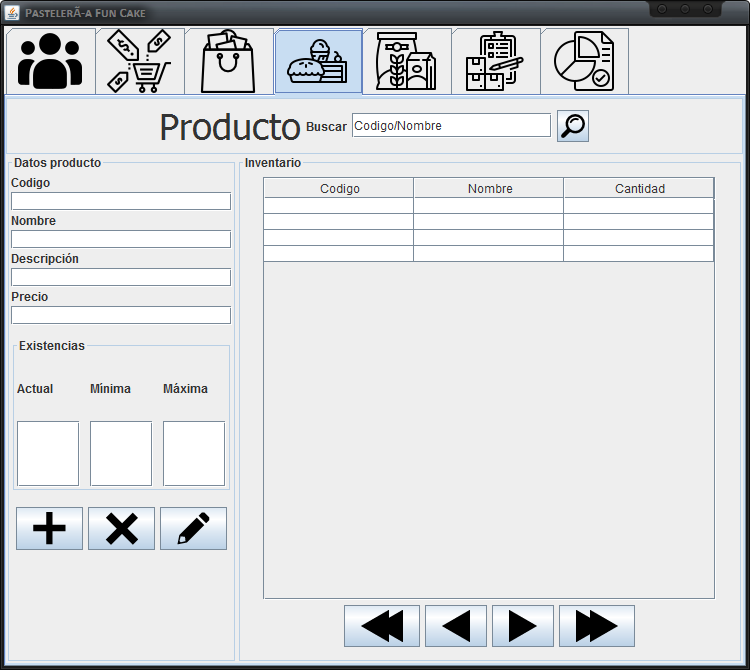 Pastelerã-a Fun Cake
Producto Buscar Codigo/Nombre
Datos producto
Codigo
Nombre
Descripción
Precio
Existencias
Actual Mínima Máxima
Inventario
Codigo Nombre Cantidad